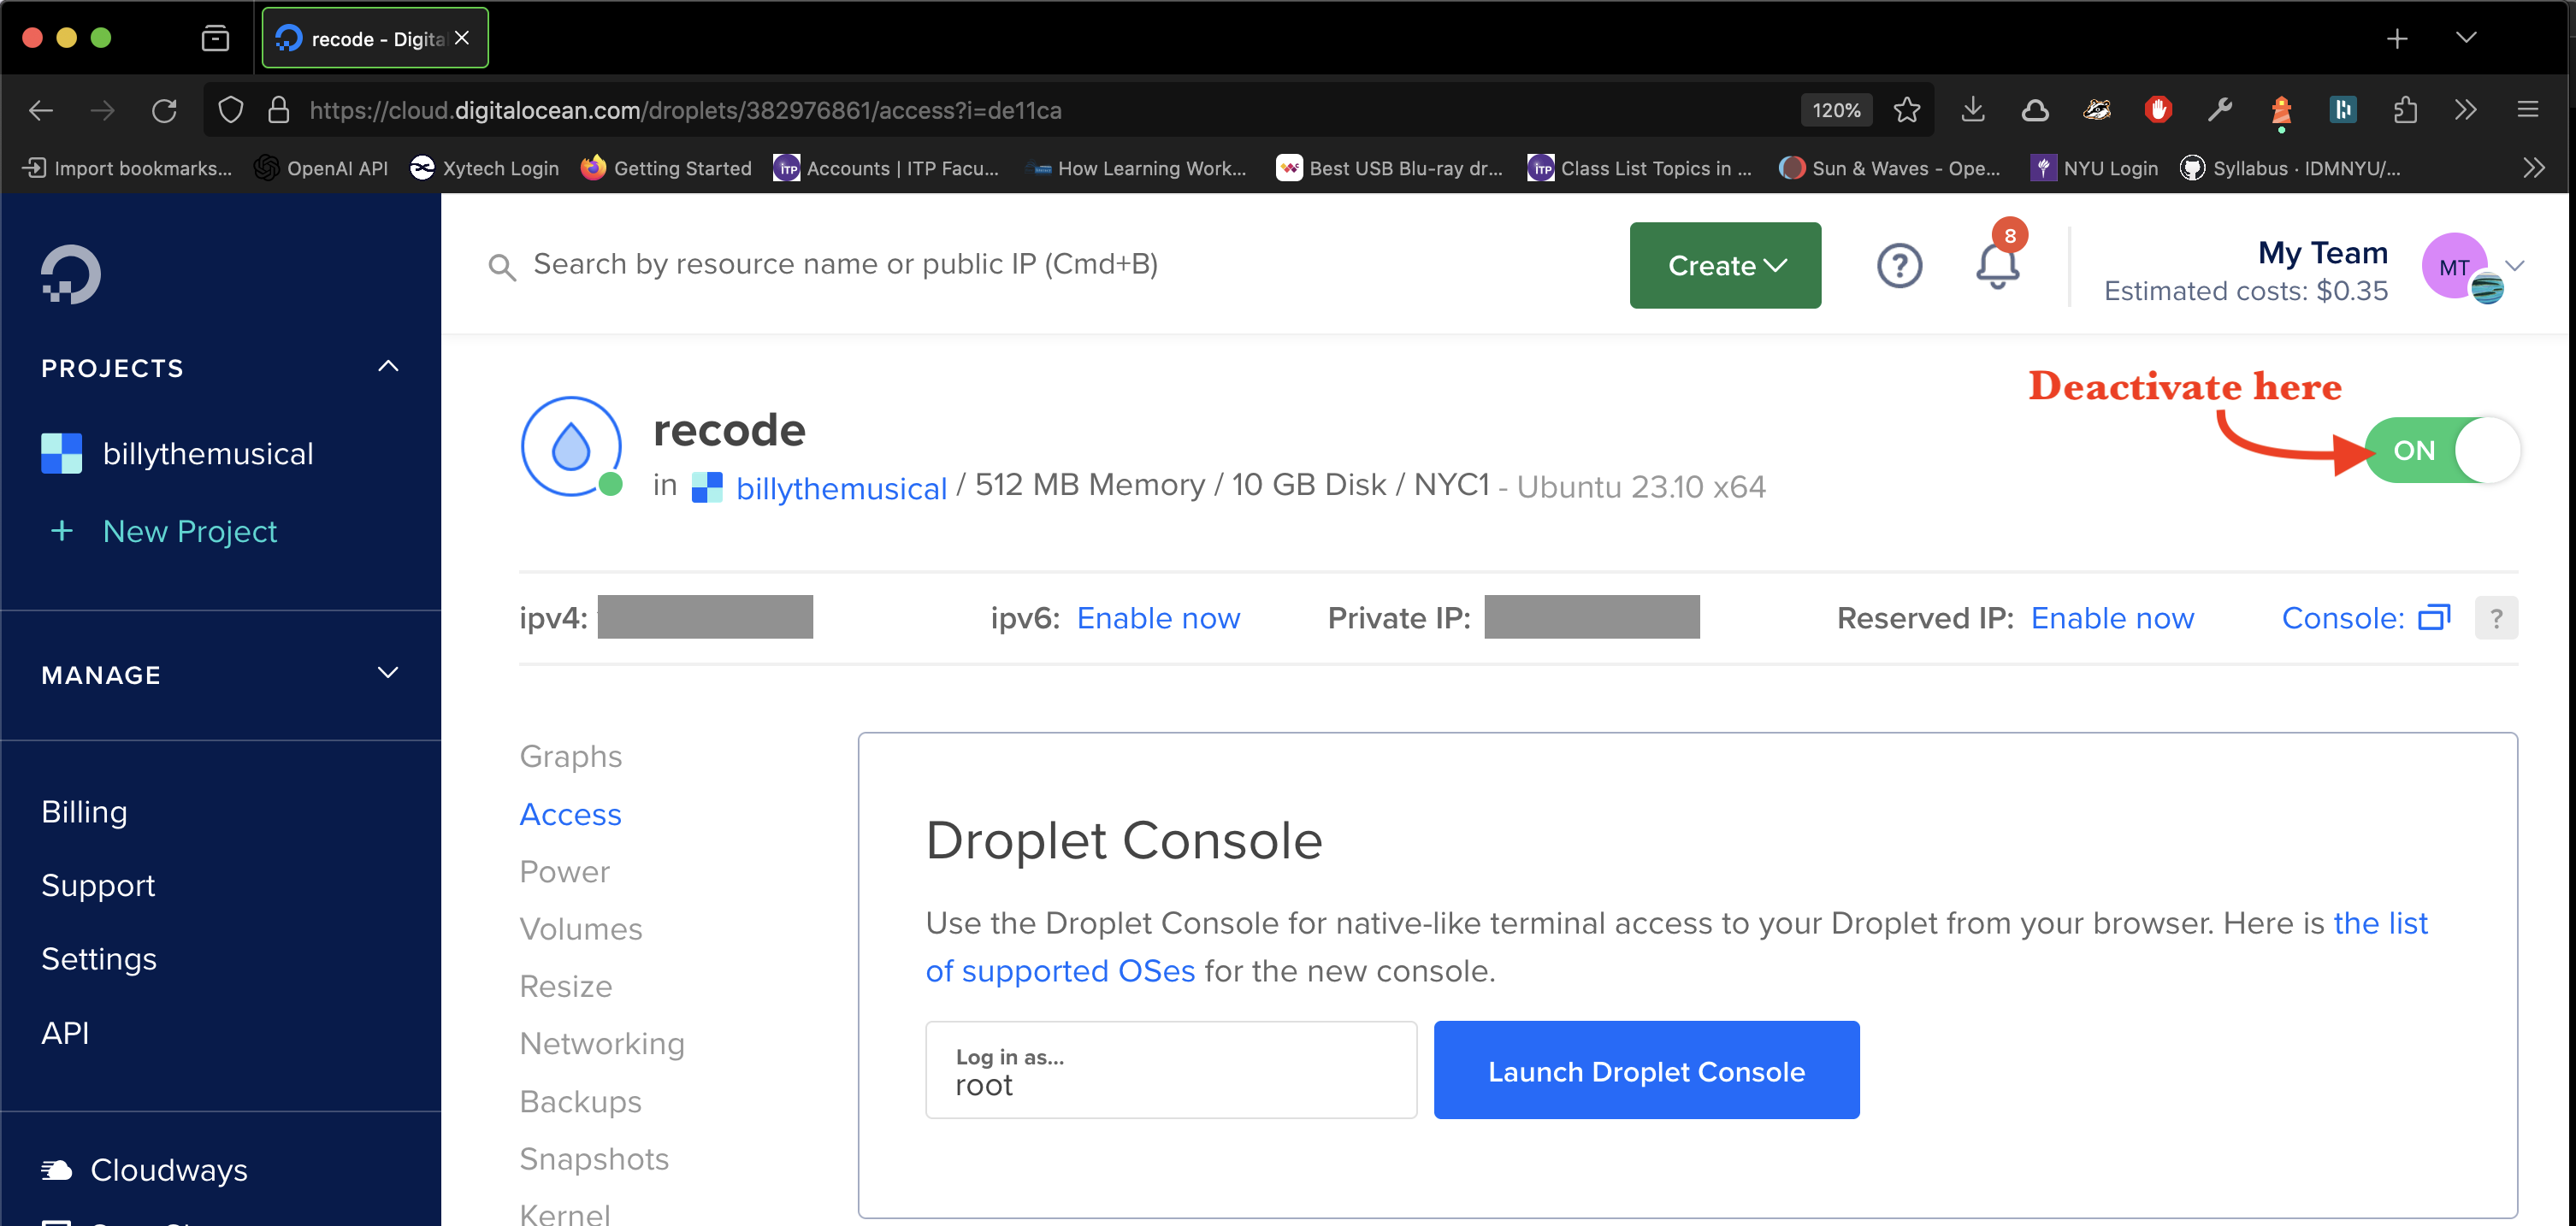 recode - Digita
https://cloud.digitalocean.com/droplets/382976861/access?i=de11ca
120%
Import bookmarks...
OpenAI API
Xytech Login
Getting Started
Accounts | ITP Facu...
How Learning Work...
Best USB Blu-ray dr...
Class List Topics in ...
Sun & Waves - Ope...
NYU Login
Syllabus · IDMNYU/...
Search by resource name or public IP (Cmd+B)
Create
?
8
My Team
Estimated costs: $0.35
MT
PROJECTS
billythemusical
+ New Project
MANAGE
Billing
Support
Settings
API
Cloudways
Deactivate here
ON
recode
in billythemusical / 512 MB Memory / 10 GB Disk / NYC1 - Ubuntu 23.10 x64
ipv4:
ipv6: Enable now
Private IP:
Reserved IP: Enable now
Console:
?
Graphs
Access
Power
Volumes
Resize
Networking
Backups
Snapshots
Kernel
Droplet Console
Use the Droplet Console for native-like terminal access to your Droplet from your browser. Here is the list
of supported OSes for the new console.
Log in as...
root
Launch Droplet Console